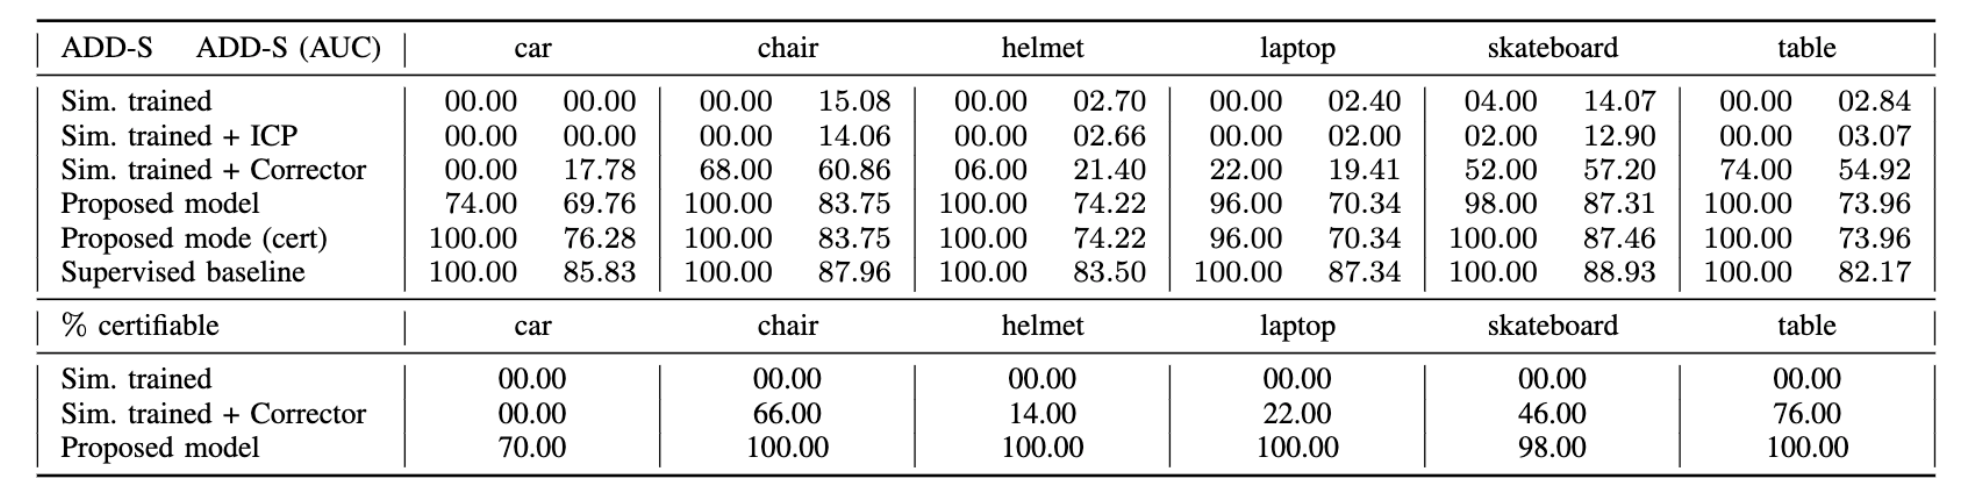 ADD-S ADD-S (AUC) car chair helmet laptop skateboard table
Sim. trained 00.00 00.00 00.00 15.08 00.00 02.70 00.00 02.40 04.00 14.07 00.00 02.84
Sim. trained + ICP 00.00 00.00 00.00 14.06 00.00 02.66 00.00 02.00 02.00 12.90 00.00 03.07
Sim. trained + Corrector 00.00 17.78 68.00 60.86 06.00 21.40 22.00 19.41 52.00 57.20 74.00 54.92
Proposed model 74.00 69.76 100.00 83.75 100.00 74.22 96.00 70.34 98.00 87.31 100.00 73.96
Proposed mode (cert) 100.00 76.28 100.00 83.75 100.00 74.22 96.00 70.34 100.00 87.46 100.00 73.96
Supervised baseline 100.00 85.83 100.00 87.96 100.00 83.50 100.00 87.34 100.00 88.93 100.00 82.17
% certifiable car chair helmet laptop skateboard table
Sim. trained 00.00 00.00 00.00 00.00 00.00 00.00
Sim. trained + Corrector 00.00 66.00 14.00 22.00 46.00 76.00
Proposed model 70.00 100.00 100.00 100.00 98.00 100.00